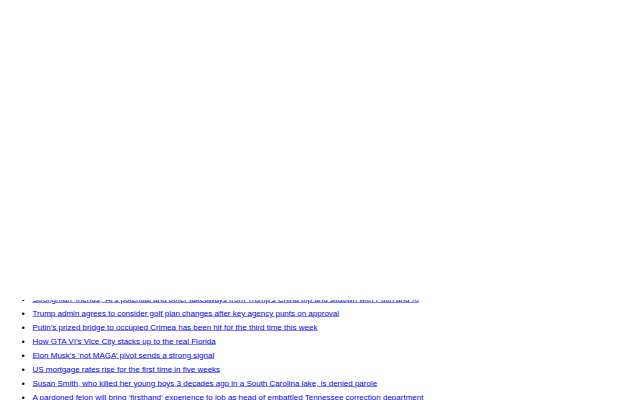 Trump admin agrees to consider golf plan changes after key agency punts on approval
Putin's prized bridge to occupied Crimea has been hit for the third time this week
How GTA VI's Vice City stacks up to the real Florida
Elon Musk's 'not MAGA' pivot sends a strong signal
US mortgage rates rise for the first time in five weeks
Susan Smith, who killed her young boys 3 decades ago in a South Carolina lake, is denied parole
A pardoned felon will bring 'firsthand' experience to job as head of embattled Tennessee correction department